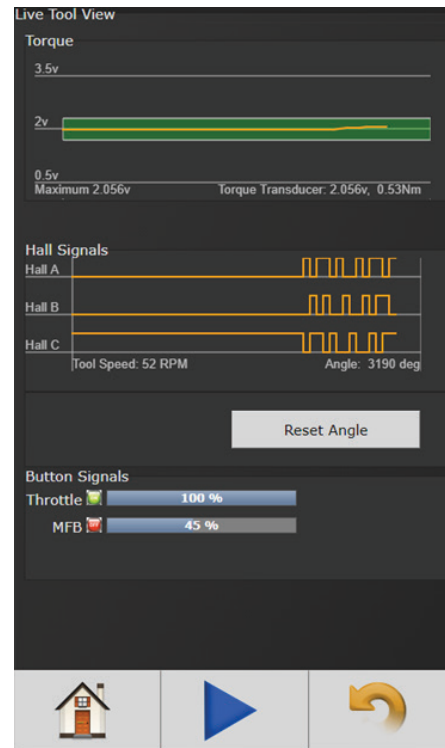 Live Tool View
Torque
3.5v
2v
0.5v
Maximum 2.056v Torque Transducer: 2.056v, 0.53Nm
Hall Signals
Hall A
Hall B
Hall C
Tool Speed: 52 RPM Angle: 3190 deg
Reset Angle
Button Signals
Throttle 100 %
MFB 45 %